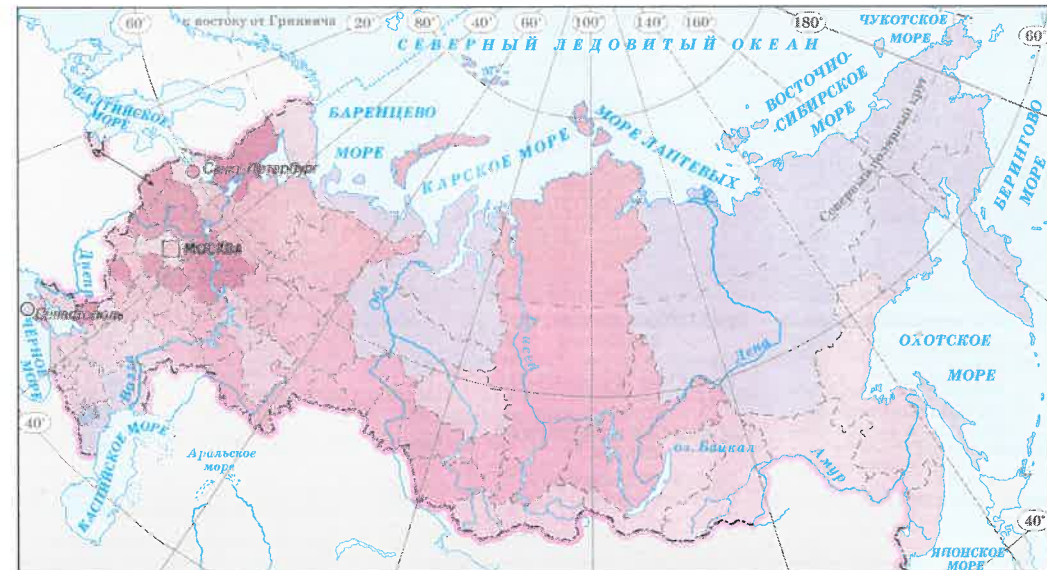 60°
к востоку от Гринвича
20°
80°
40°
60°
100°
140°
160°
180°
ЧУКОТСКОЕ
МОРЕ
60°
СЕВЕРНЫЙ ЛЕДОВИТЫЙ ОКЕАН
ВОСТОЧНО-
СИБИРСКОЕ
МОРЕ
БАЛТИЙСКОЕ
МОРЕ
БАРЕНЦЕВО
МОРЕ
КАРСКОЕ МОРЕ
МОРЕ ЛАПТЕВЫХ
Северный полярный круг
БЕРИНГОВО
МОРЕ
Санкт-Петербург
МОСКВА
Днепр
Севастополь
ЧЕРНОЕ
МОРЕ
Волга
Обь
Енисей
Лена
ОХОТСКОЕ
МОРЕ
40°
КАСПИЙСКОЕ МОРЕ
Аральское
море
оз. Байкал
Амур
40°
ЯПОНСКОЕ
МОРЕ